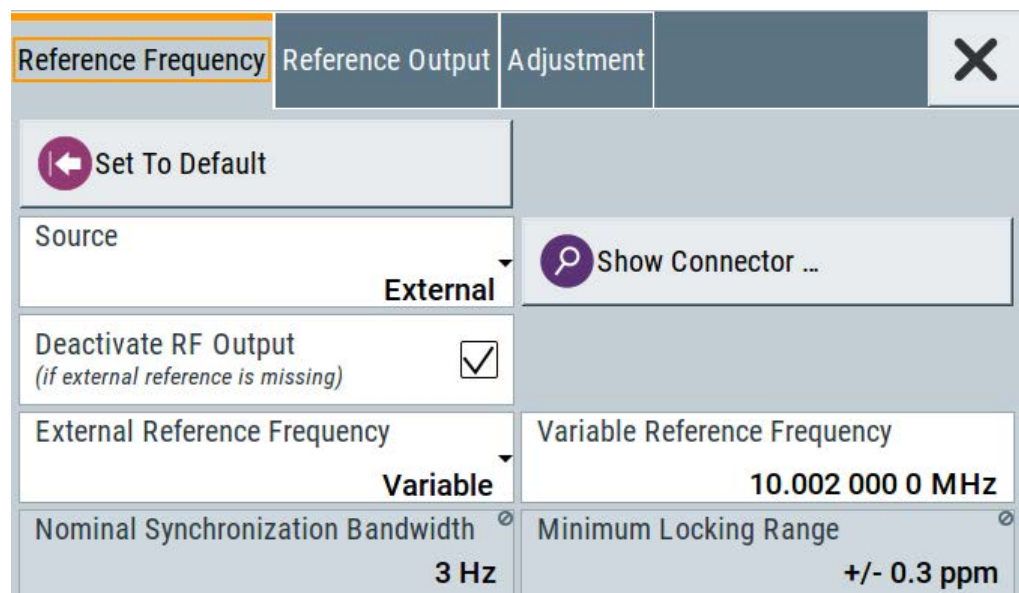 Reference Frequency
Reference Output
Adjustment
Set To Default
Source
External
Show Connector ...
Deactivate RF Output
(if external reference is missing)
External Reference Frequency
Variable
Variable Reference Frequency
10.002 000 0 MHz
Nominal Synchronization Bandwidth
3 Hz
Minimum Locking Range
+/- 0.3 ppm